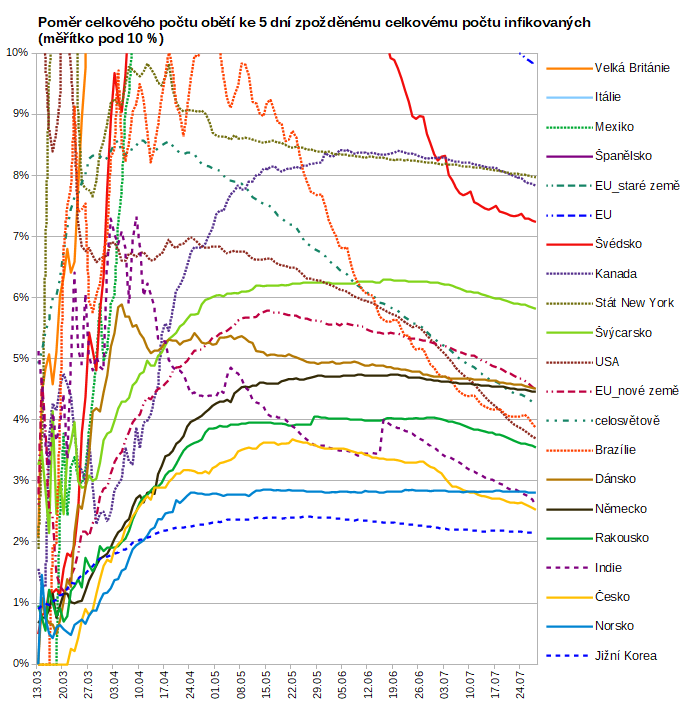 Poměr celkového počtu obětí ke 5 dní zpožděnému celkovému počtu infikovaných
(měřítko pod 10 %)
10%
9%
8%
7%
6%
5%
4%
3%
2%
1%
0%
13.03
20.03
27.03
03.04
10.04
17.04
24.04
01.05
08.05
15.05
22.05
29.05
05.06
12.06
19.06
26.06
03.07
10.07
17.07
24.07
Velká Británie
Itálie
Mexiko
Španělsko
EU_staré země
EU
Švédsko
Kanada
Stát New York
Švýcarsko
USA
EU_nové země
celosvětově
Brazílie
Dánsko
Německo
Rakousko
Indie
Česko
Norsko
Jižní Korea